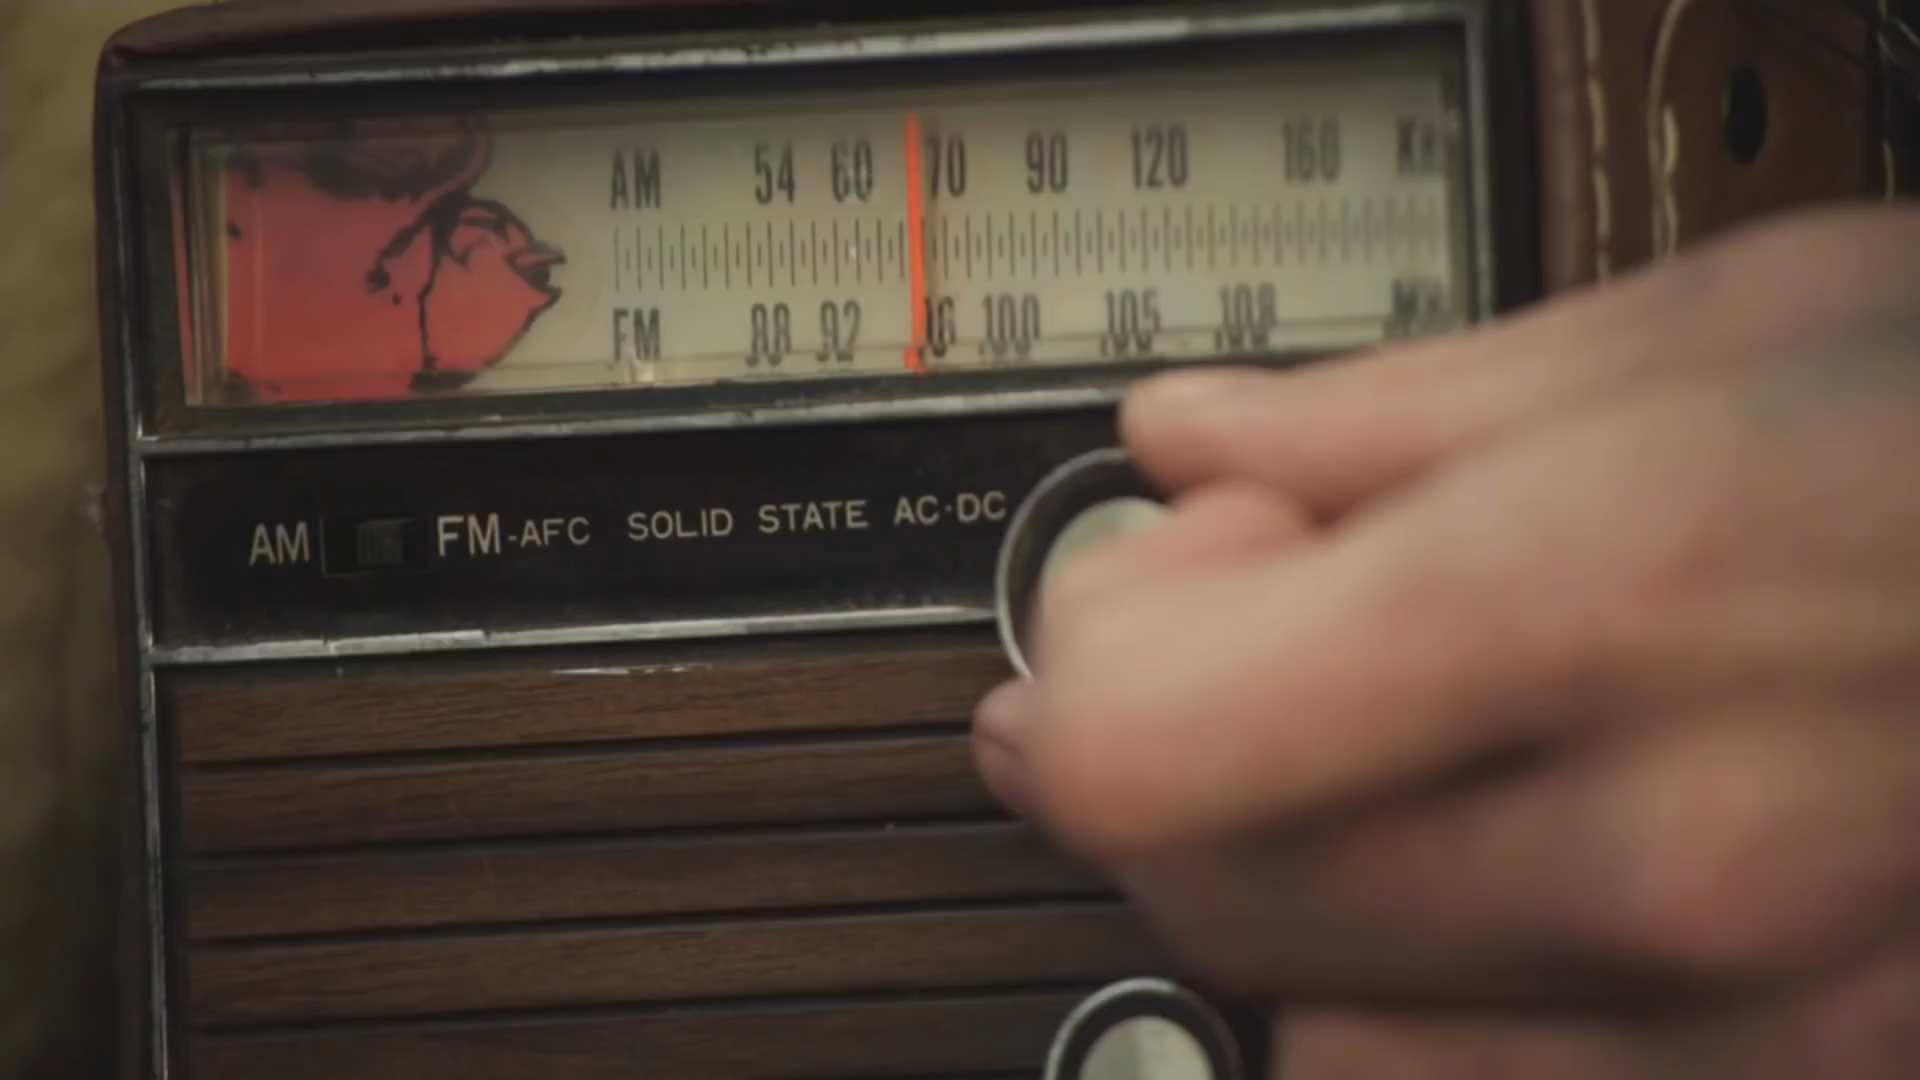 AM 54 60 70 90 120 160
FM 88 92 100 105 108
AM FM-AFC SOLID STATE AC·DC